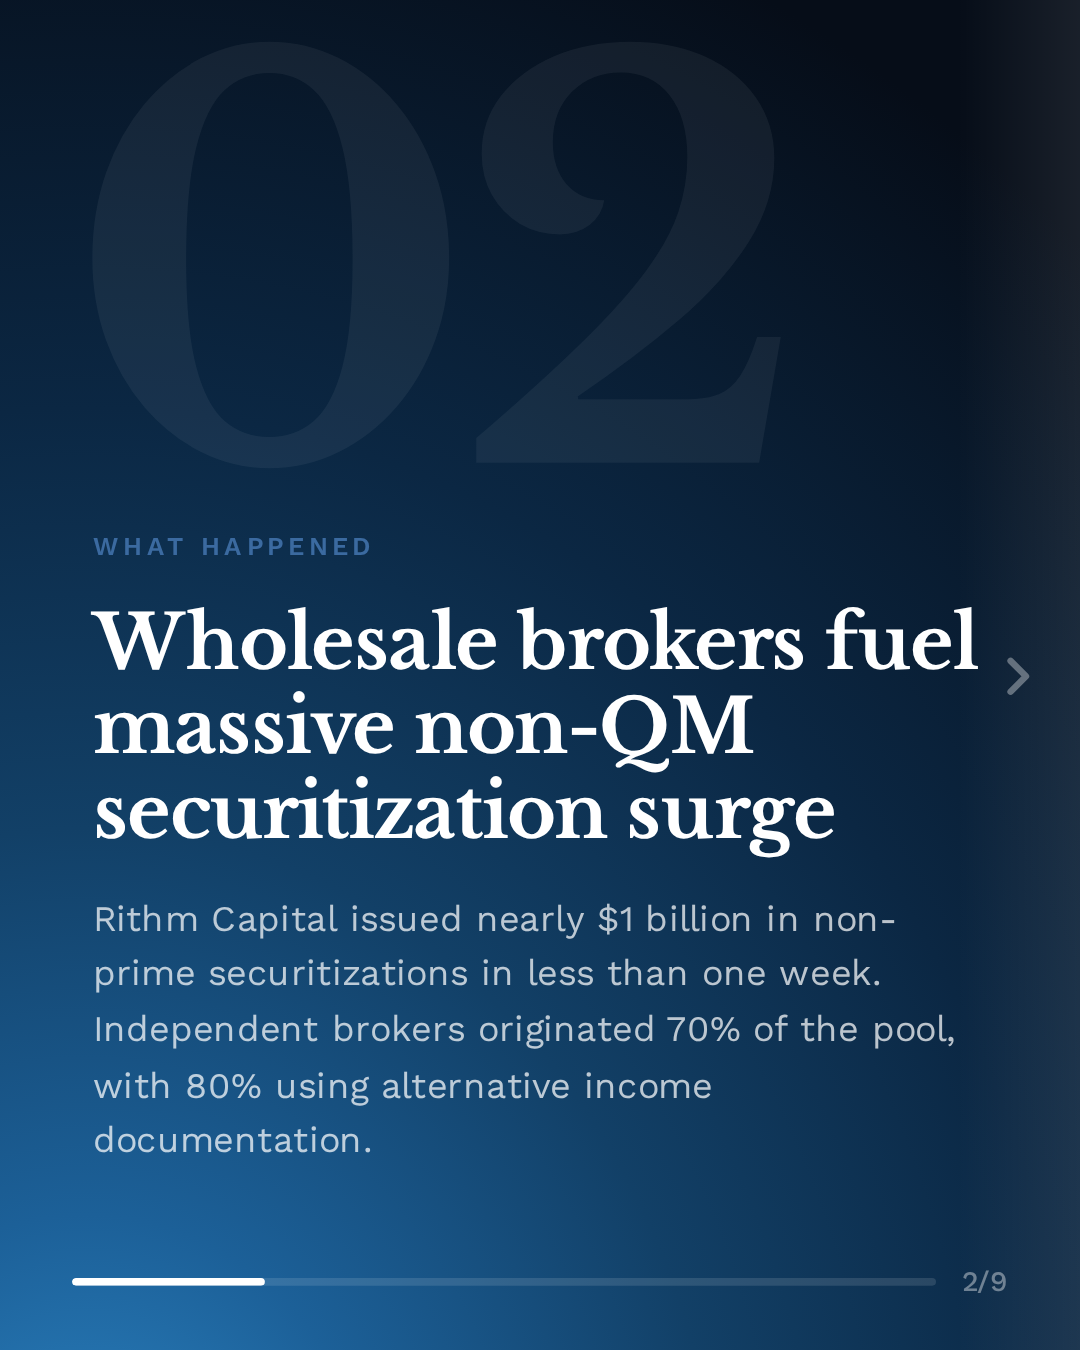 02
WHAT HAPPENED
Wholesale brokers fuel
massive non-QM
securitization surge
Rithm Capital issued nearly $1 billion in non-
prime securitizations in less than one week.
Independent brokers originated 70% of the pool,
with 80% using alternative income
documentation.
2/9